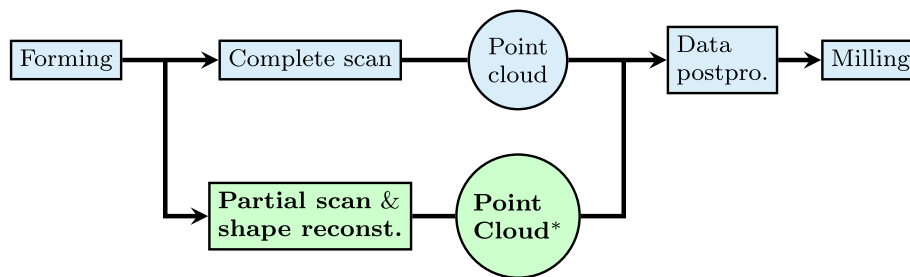 Forming
Complete scan
Point
cloud
Data
postpro.
Milling
Partial scan &
shape reconst.
Point
Cloud*